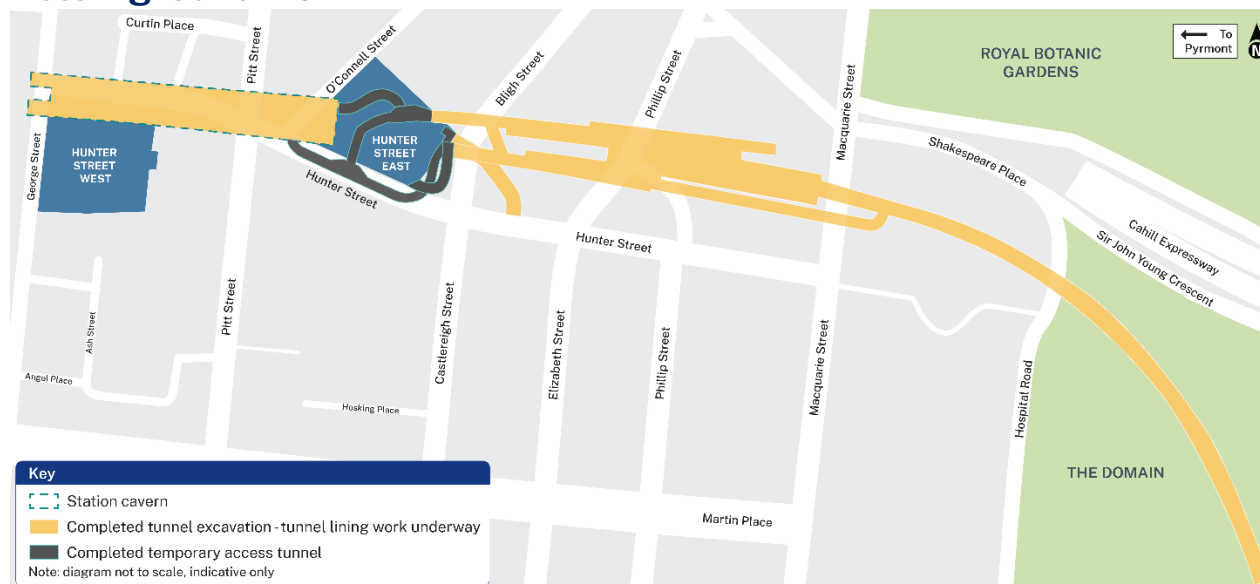 Curtin Place
Pitt Street
O'Connell Street
Bligh Street
Phillip Street
Macquarie Street
ROYAL BOTANIC
GARDENS
To
Pyrmont
N
George Street
HUNTER
STREET
WEST
HUNTER
STREET
EAST
Hunter Street
Shakespeare Place
Cahill Expressway
Sir John Young Crescent
Hunter Street
Ash Street
Pitt Street
Castlereigh Street
Elizabeth Street
Phillip Street
Macquarie Street
Hospital Road
Angel Place
Hosking Place
THE DOMAIN
Martin Place
Key
Station cavern
Completed tunnel excavation - tunnel lining work underway
Completed temporary access tunnel
Note: diagram not to scale, indicative only